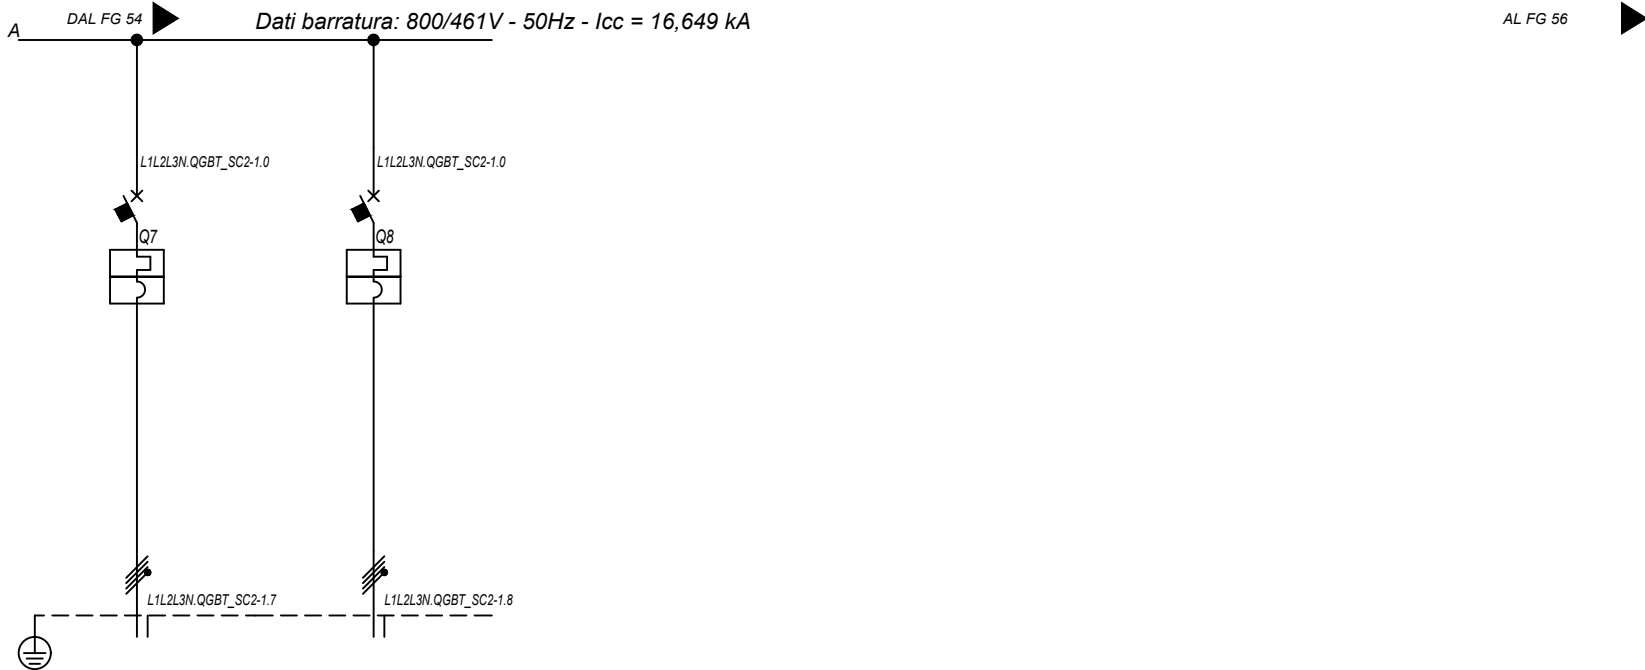 DAL FG 54
Dati barratura: 800/461V - 50Hz - Icc = 16,649 kA
AL FG 56
A
L1L2L3N.QGBT_SC2-1.0
L1L2L3N.QGBT_SC2-1.0
Q7
Q8
L1L2L3N.QGBT_SC2-1.7
L1L2L3N.QGBT_SC2-1.8